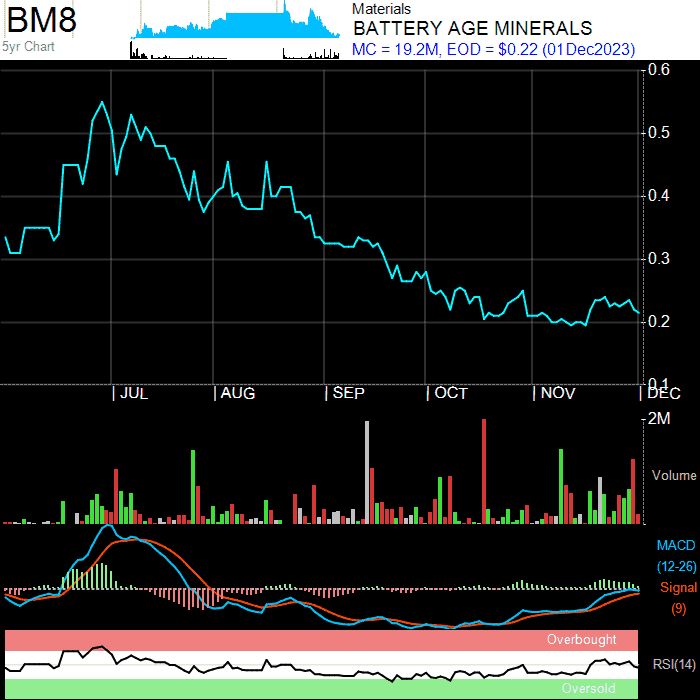 BM8
5yr Chart
Materials
BATTERY AGE MINERALS
MC = 19.2M, EOD = $0.22 (01Dec2023)
0.6
0.5
0.4
0.3
0.2
0.1
JUL
AUG
SEP
OCT
NOV
DEC
2M
Volume
MACD
(12-26)
Signal
(9)
Overbought
RSI(14)
Oversold